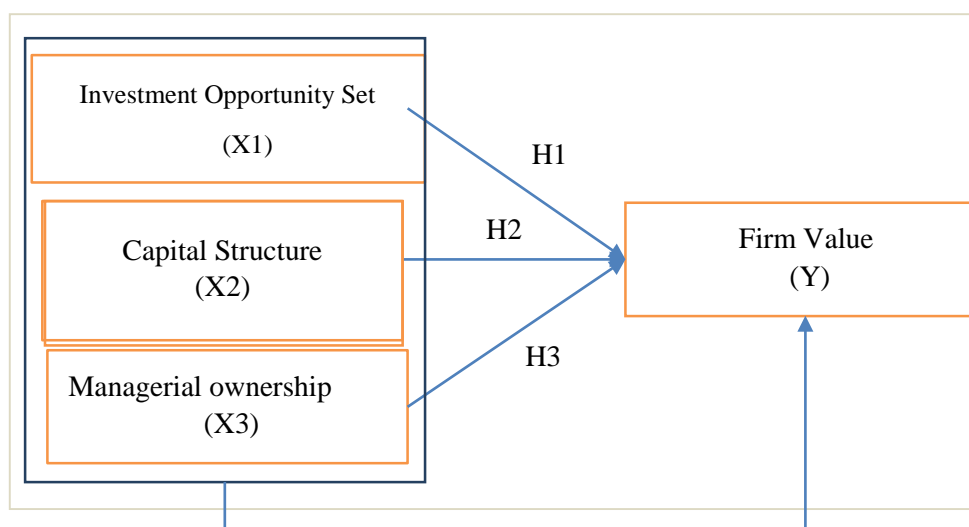 Investment Opportunity Set
(X1)
H1
Capital Structure
(X2)
H2
Firm Value
(Y)
Managerial ownership
(X3)
H3